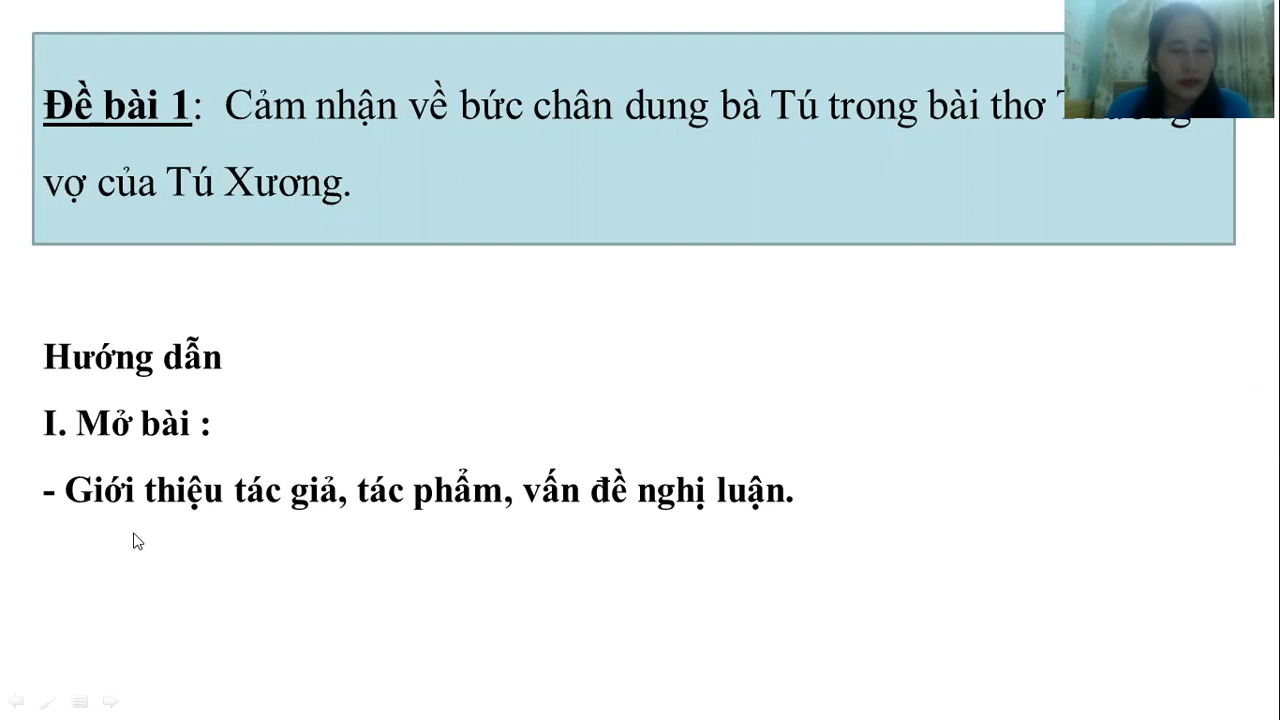 Đề bài 1: Cảm nhận về bức chân dung bà Tú trong bài thơ
vợ của Tú Xương.
Hướng dẫn
I. Mở bài :
- Giới thiệu tác giả, tác phẩm, vấn đề nghị luận.